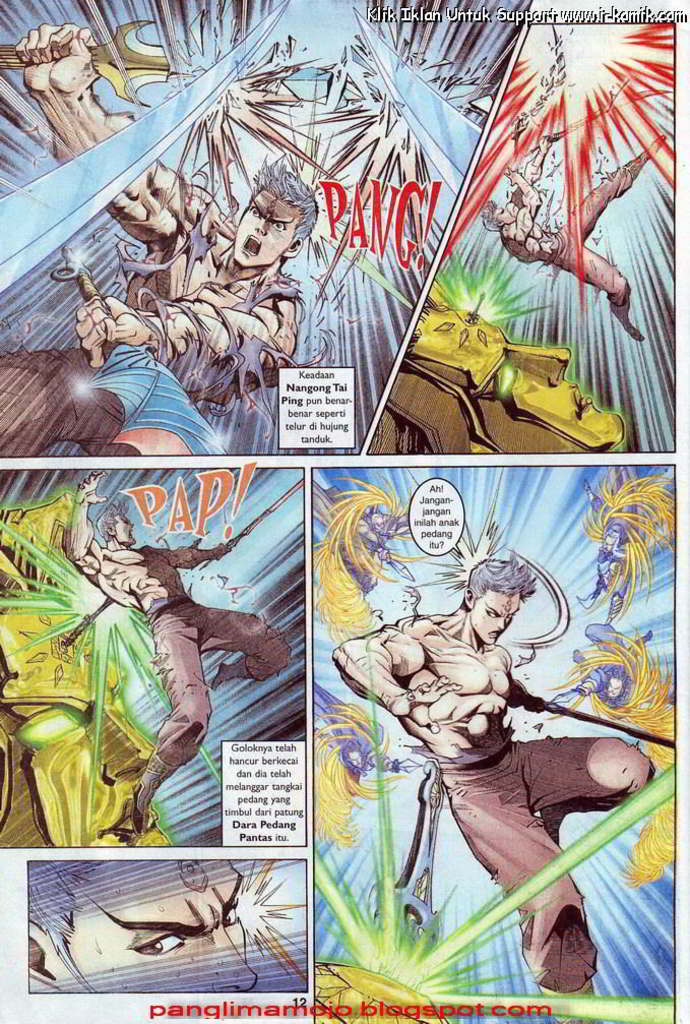 Klik Iklan Untuk Support www.i-komik.com
PANG!
Keadaan
Nangong Tai
Ping pun benar-
benar seperti
telur di hujung
tanduk.
PAP!
Goloknya telah
hancur berkecai
dan dia telah
melanggar tangkai
pedang yang
timbul dari patung
Dara Pedang
Pantas itu.
Ah!
Jangan-
jangan
inilah anak
pedang
itu?
12
panglimamojo.blogspot.com